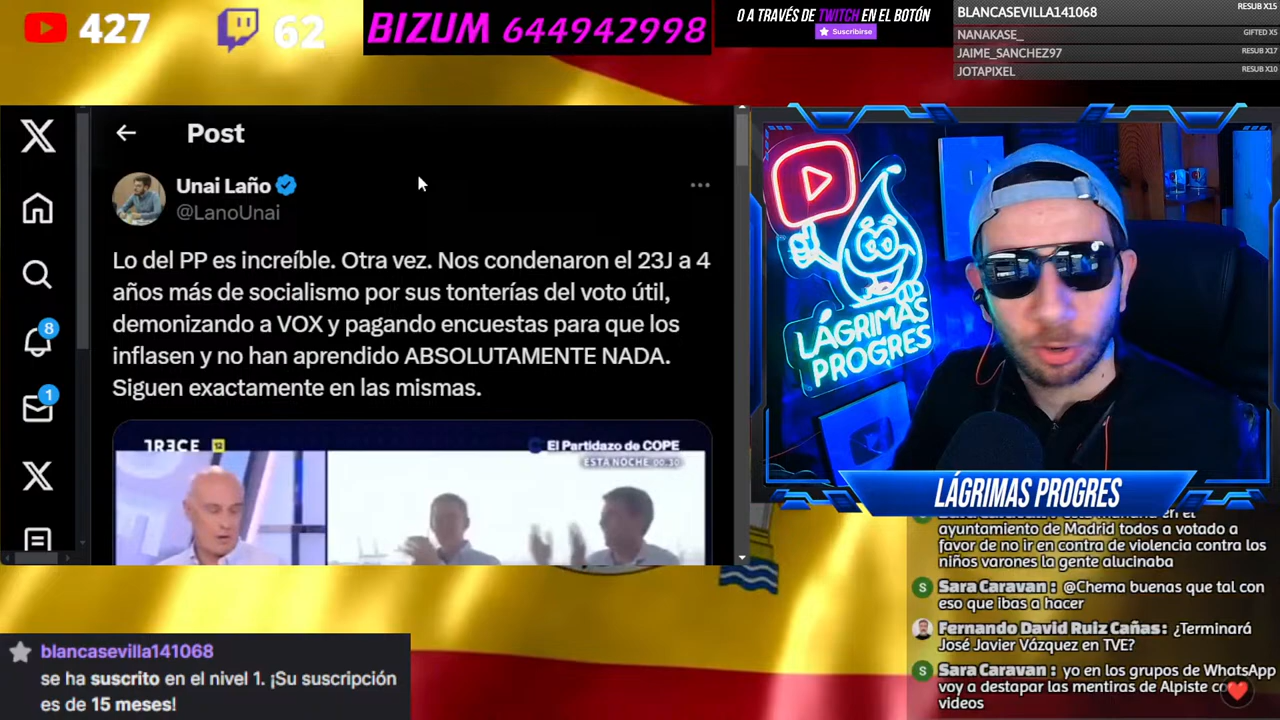 427
62
BIZUM 644942998
O A TRAVÉS DE TWITCH EN EL BOTÓN
Suscribirse
BLANCASEVILLA141068 RESUB X15
NANAKASE_ GIFTED X5
JAIME_SANCHEZ97 RESUB X17
JOTAPIXEL RESUB X10
Post
Unai Laño
@LanoUnai
Lo del PP es increíble. Otra vez. Nos condenaron el 23J a 4
años más de socialismo por sus tonterías del voto útil,
demonizando a VOX y pagando encuestas para que los
inflasen y no han aprendido ABSOLUTAMENTE NADA.
Siguen exactamente en las mismas.
8
1
TRECE 12
El Partidazo de COPE
ESTA NOCHE 00:30
LÁGRIMAS
PROGRES
LÁGRIMAS PROGRES
en el
ayuntamiento de Madrid todos a votado a
favor de no ir en contra de violencia contra los
niños varones la gente alucinaba
S Sara Caravan : @Chema buenas que tal con
eso que ibas a hacer
Fernando David Ruiz Cañas : ¿Terminará
José Javier Vázquez en TVE?
S Sara Caravan : yo en los grupos de WhatsApp
voy a destapar las mentiras de Alpiste
videos
blancasevilla141068
se ha suscrito en el nivel 1. ¡Su suscripción
es de 15 meses!